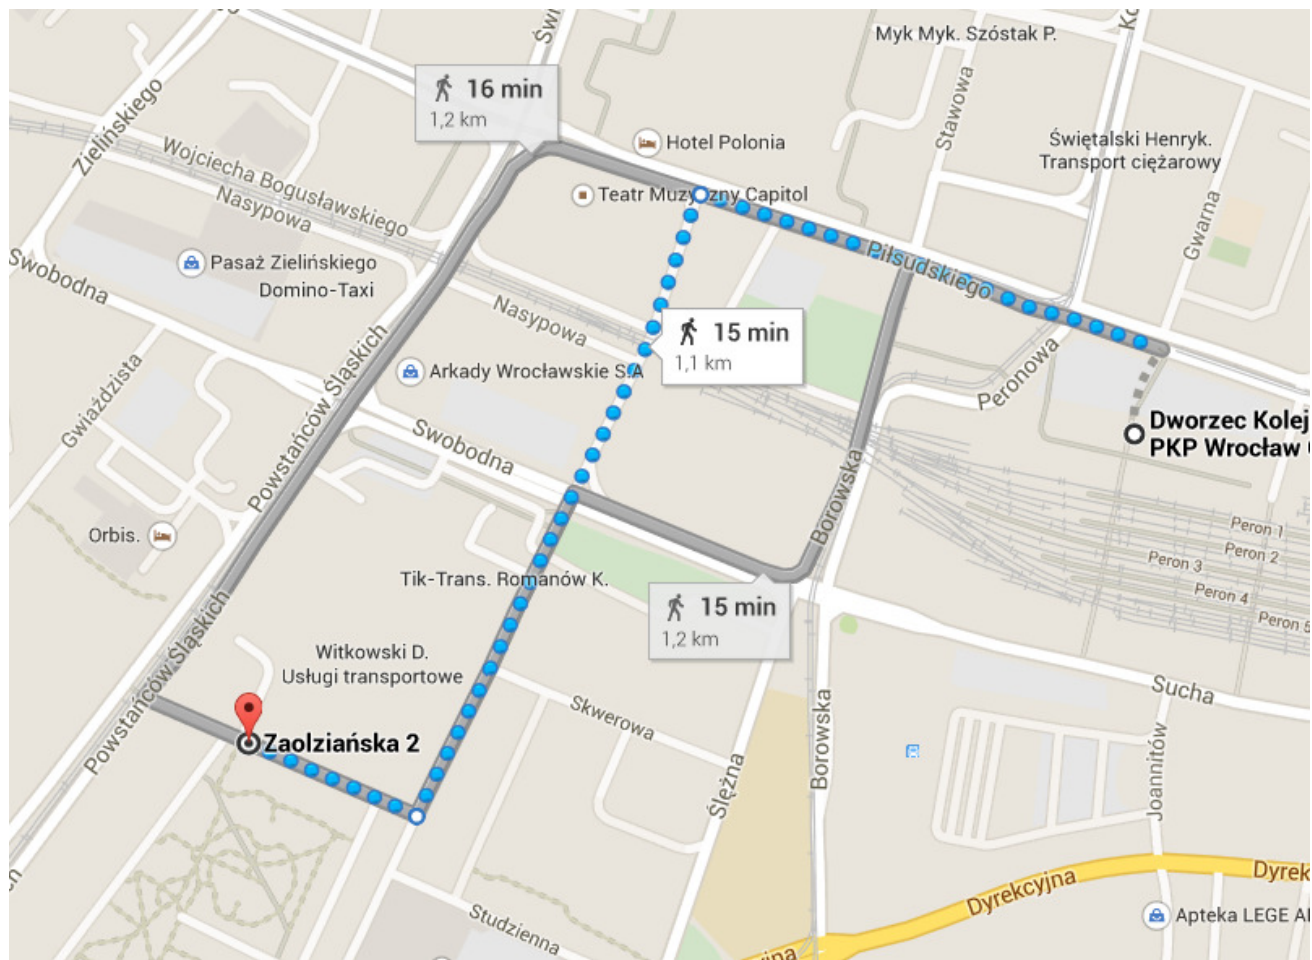 Myk Myk. Szóstak P.
16 min
1,2 km
Zielińskiego
Stawowa
Hotel Polonia
Świętalski Henryk.
Transport ciężarowy
Wojciecha Bogusławskiego
Nasypowa
Teatr Muzyczny Capitol
Gwarna
Pasaż Zielińskiego
Domino-Taxi
Swobodna
Piłsudskiego
Nasypowa
15 min
1,1 km
Powstańców Śląskich
Arkady Wrocławskie S.A
Peronowa
Gwiaździsta
Swobodna
Dworzec Kolej
PKP Wrocław
Borowska
Orbis.
Peron 1
Peron 2
Peron 3
Peron 4
Peron 5
Tik-Trans. Romanów K.
15 min
1,2 km
Powstańców Śląskich
Witkowski D.
Usługi transportowe
Sucha
Skwerowa
Powstańców Śląskich
Zaolziańska 2
Borowska
Ślężna
Joannitów
Dyrekcyjna
Dyrek
Studzienna
Apteka LEGE